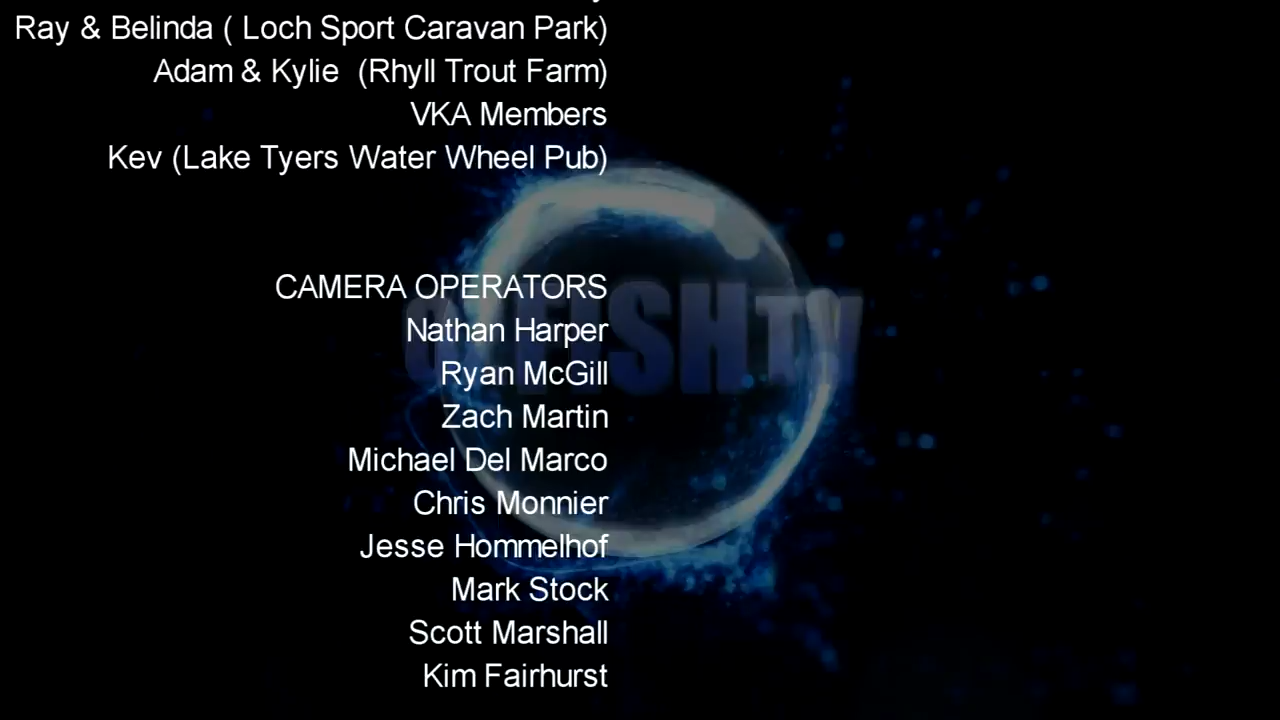 Ray & Belinda ( Loch Sport Caravan Park)
Adam & Kylie  (Rhyll Trout Farm)
VKA Members
Kev (Lake Tyers Water Wheel Pub)
CAMERA OPERATORS
Nathan Harper
Ryan McGill
Zach Martin
Michael Del Marco
Chris Monnier
Jesse Hommelhof
Mark Stock
Scott Marshall
Kim Fairhurst